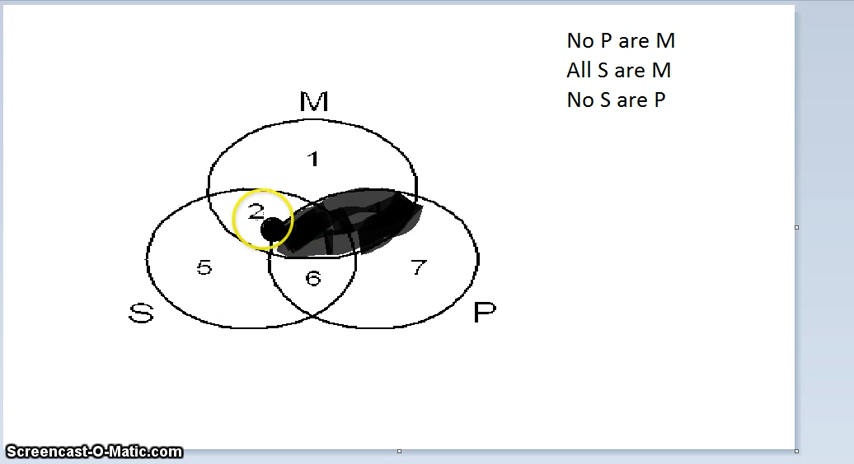 No P are M
All S are M
No S are P
M
1
2
5
6
7
S
P
Screencast-O-Matic.com